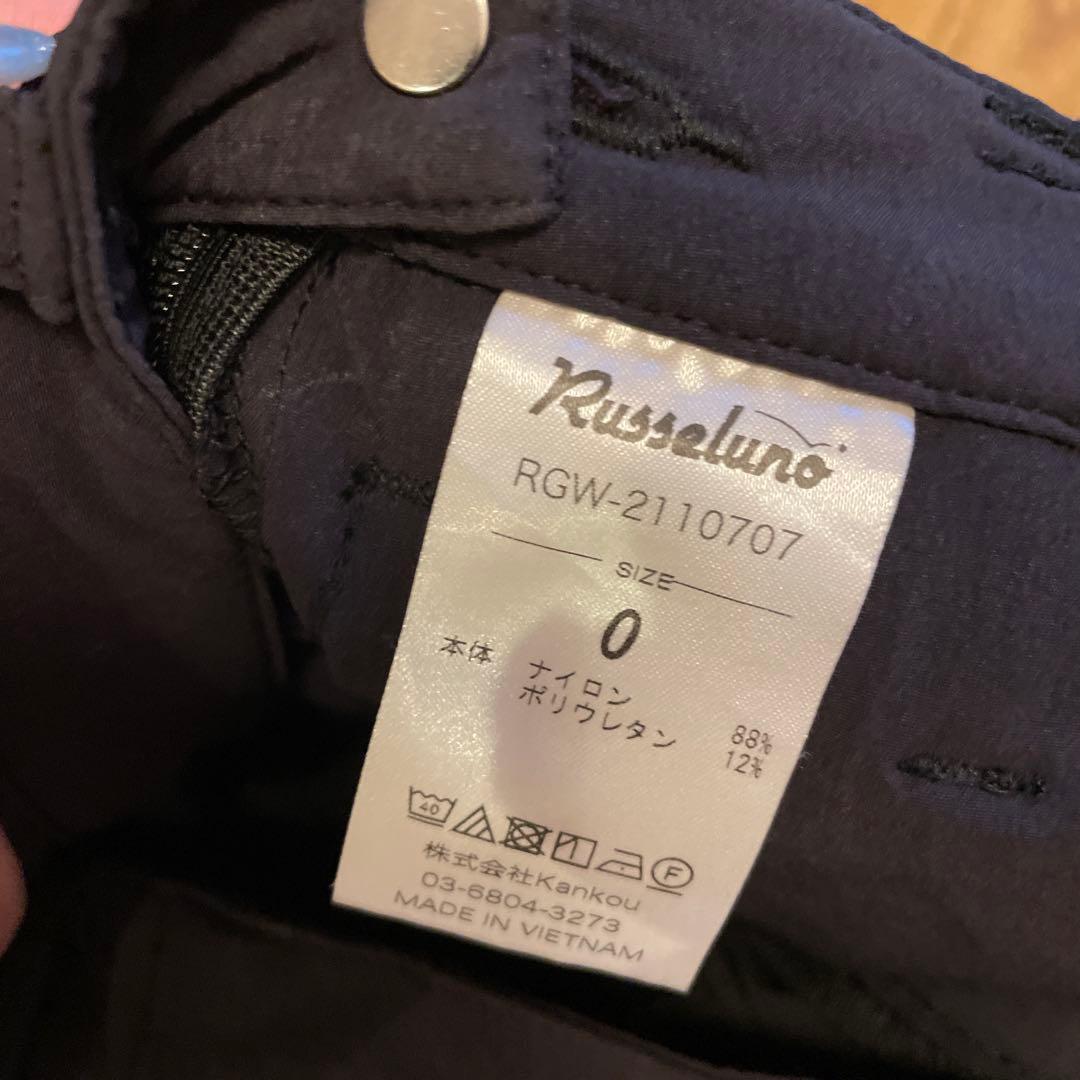 Russeluno
RGW-2110707
SIZE
0
本体 ナイロン 88%
ポリウレタン 12%
40
F
株式会社Kankou
03-6804-3273
MADE IN VIETNAM